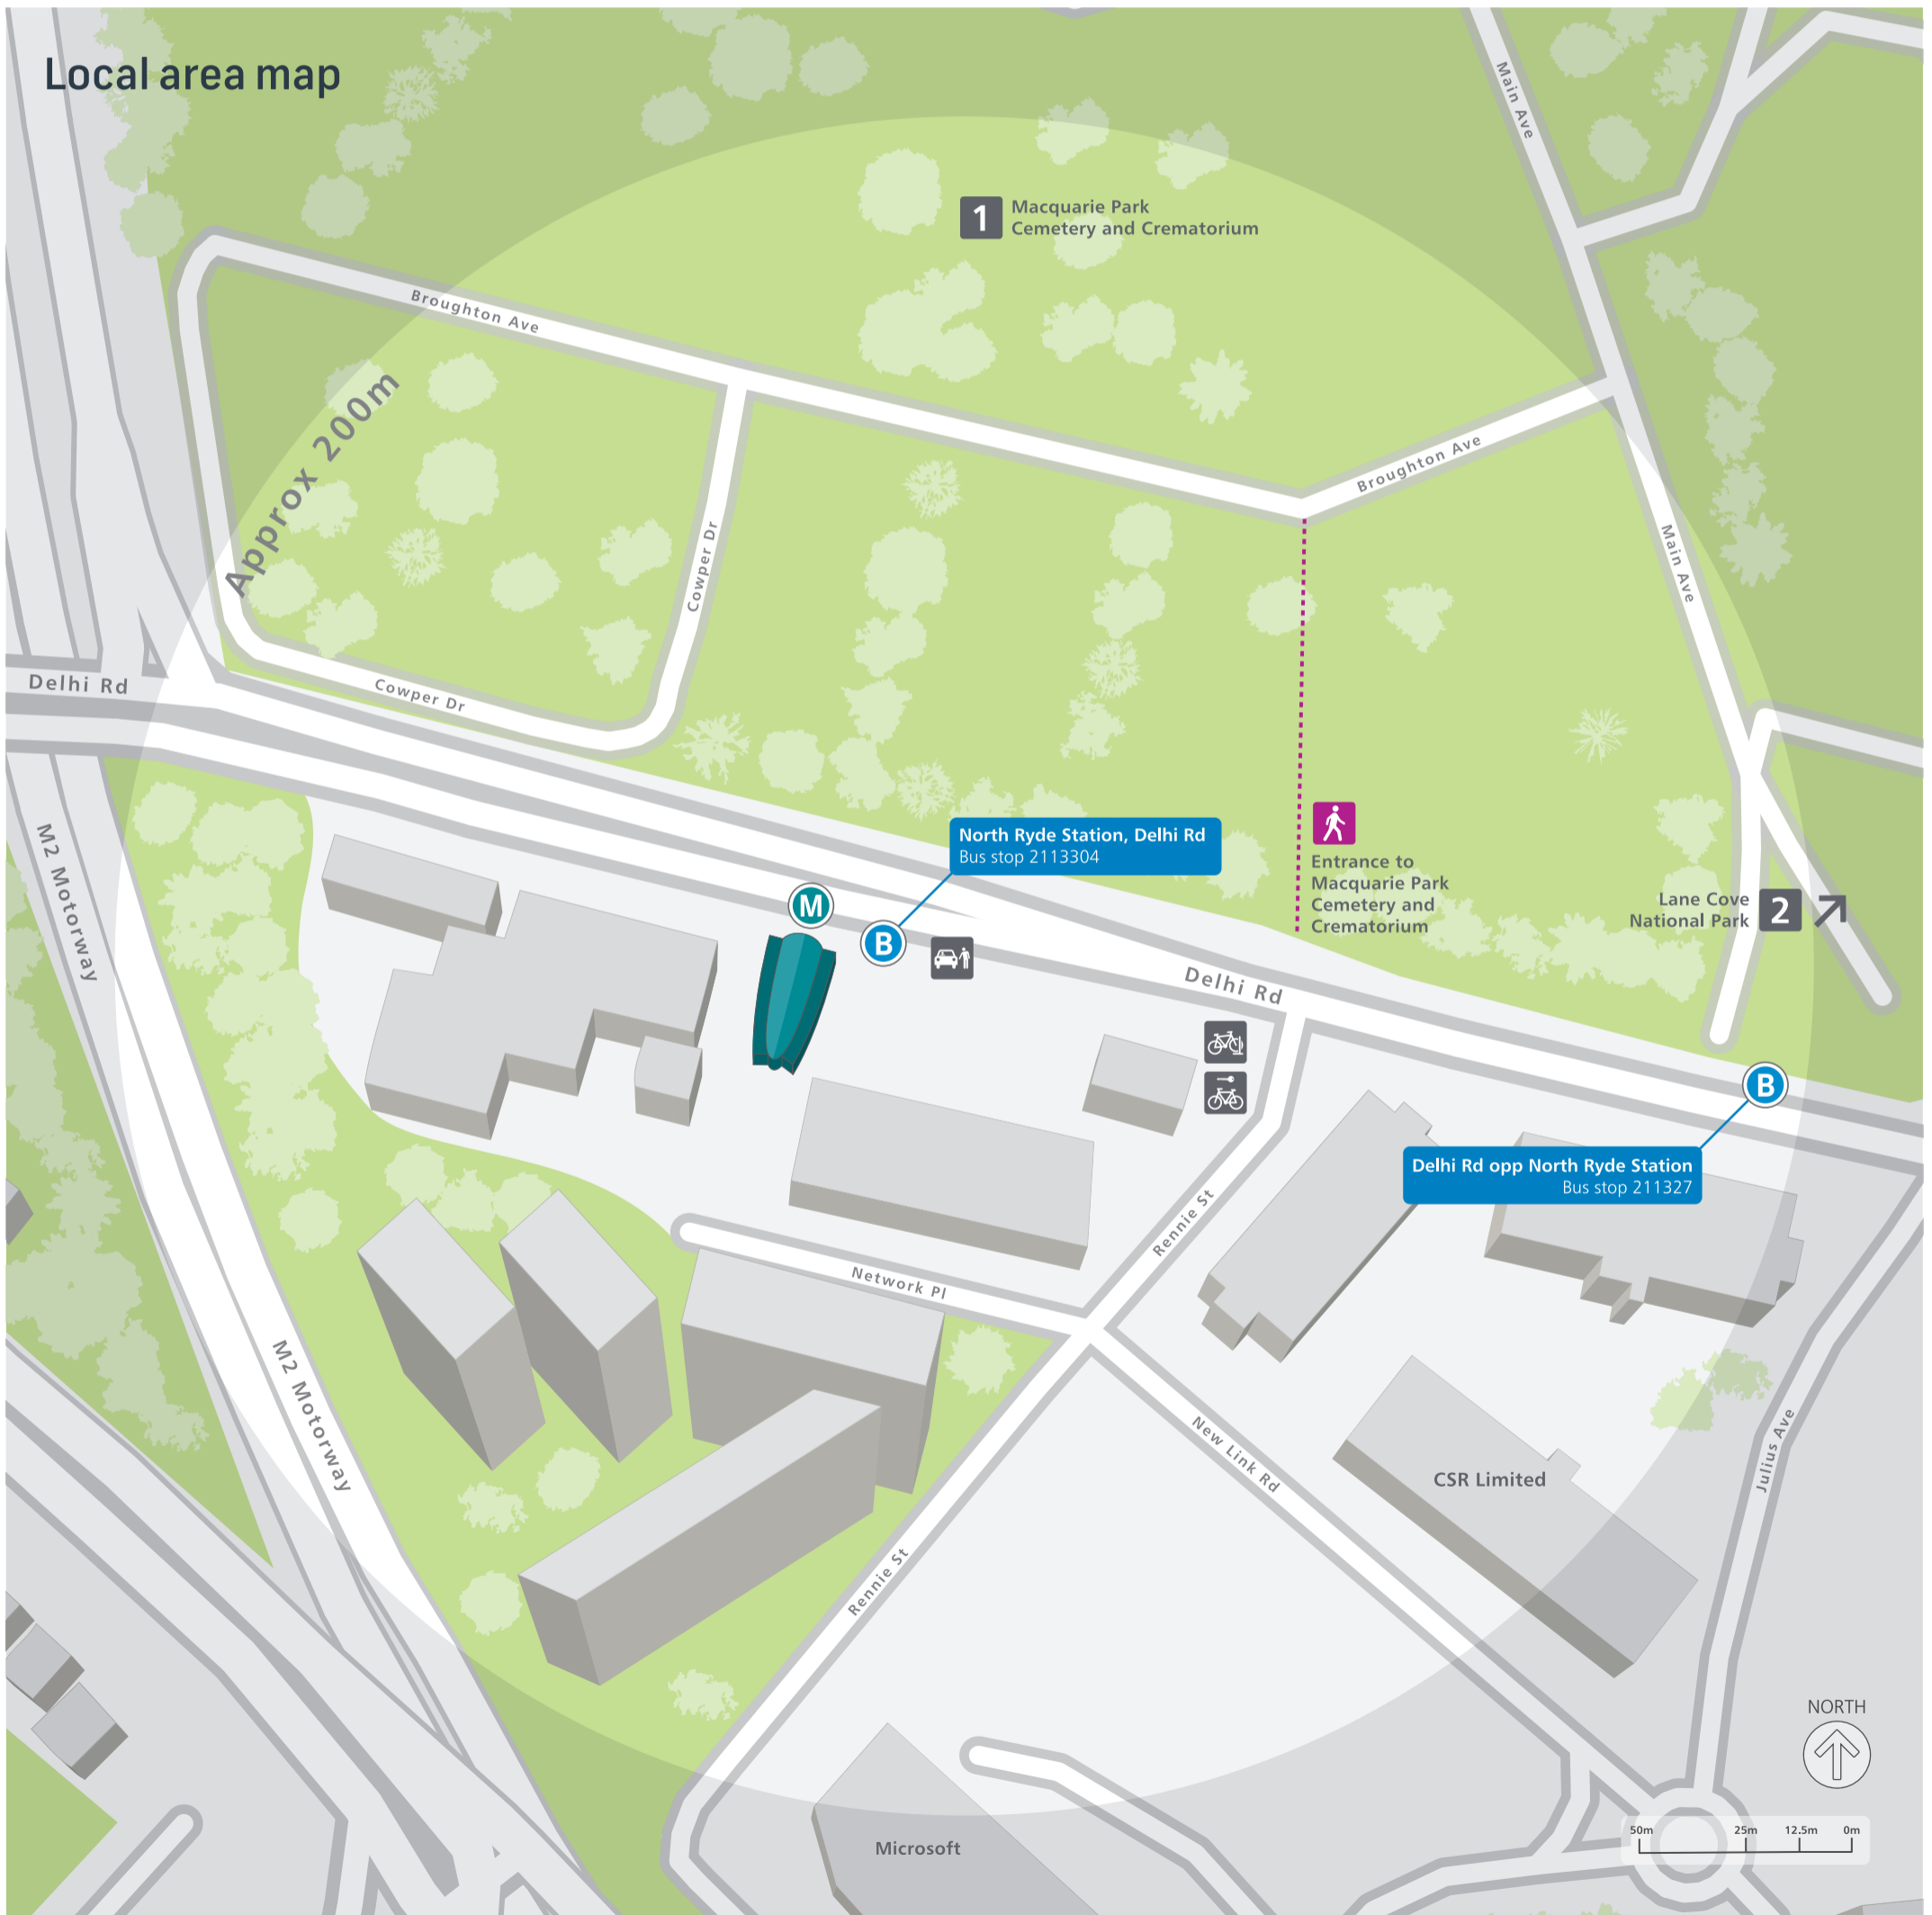 Local area map
Main Ave
1
Macquarie Park
Cemetery and Crematorium
Broughton Ave
Approx 200m
Broughton Ave
Cowper Dr
Main Ave
Delhi Rd
Cowper Dr
North Ryde Station, Delhi Rd
Bus stop 2113304
M
B
Entrance to
Macquarie Park
Cemetery and
Crematorium
Lane Cove
National Park
2
M2 Motorway
Delhi Rd
B
Delhi Rd opp North Ryde Station
Bus stop 211327
Rennie St
Network Pl
M2 Motorway
New Link Rd
Julius Ave
CSR Limited
Rennie St
NORTH
50m 25m 12.5m 0m
Microsoft